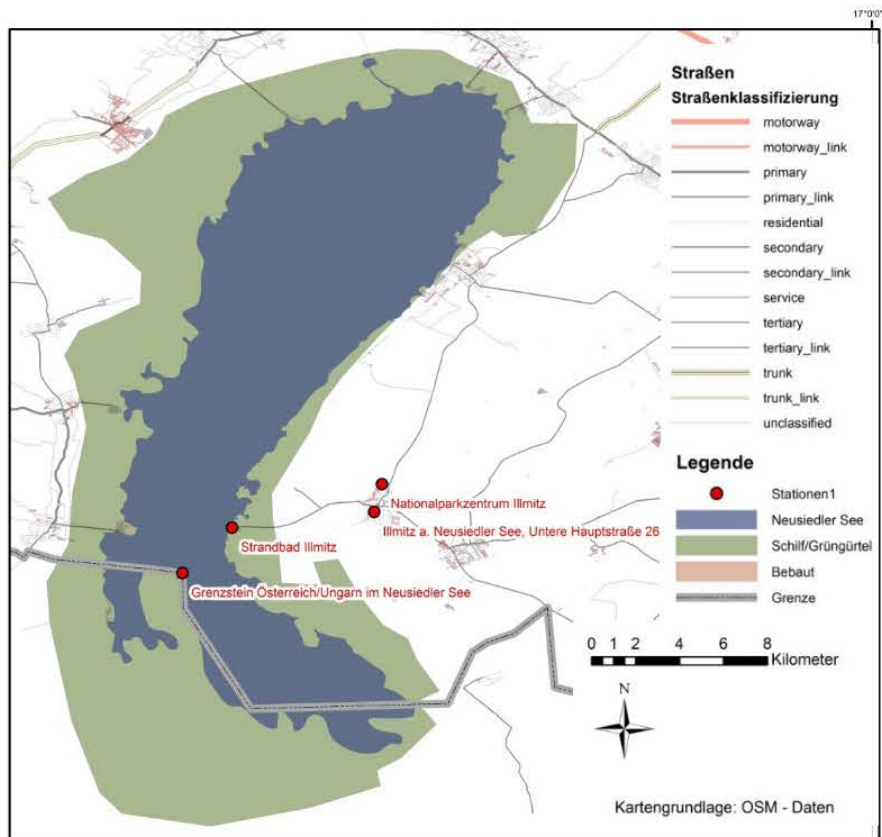 17°0'0"
Straßen
Straßenklassifizierung
motorway
motorway_link
primary
primary_link
residential
secondary
secondary_link
service
tertiary
tertiary_link
trunk
trunk_link
unclassified
Legende
Stationen1
Neusiedler See
Schilf/Grüngürtel
Bebaut
Grenze
Nationalparkzentrum Illmitz
Illmitz a. Neusiedler See, Untere Hauptstraße 26
Strandbad Illmitz
Grenzstein Österreich/Ungarn im Neusiedler See
0 1 2 4 6 8
Kilometer
N
Kartengrundlage: OSM - Daten